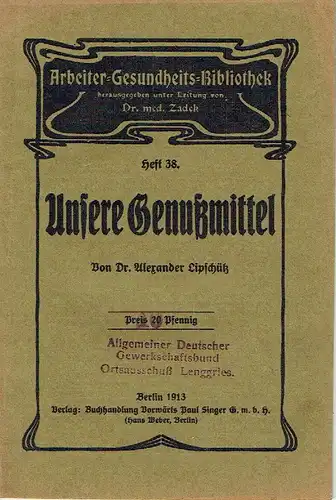 Arbeiter-Gesundheits-Bibliothek
herausgegeben unter Leitung von
Dr. med. Zadek
Heft 38.
Unsere Genußmittel
Von Dr. Alexander Lipschütz
Preis 20 Pfennig
Allgemeiner Deutscher
Gewerkschaftsbund
Ortsausschuß Lenggries.
Berlin 1913
Verlag: Buchhandlung Vorwärts Paul Singer G. m. b. H.
(Hans Weber, Berlin)